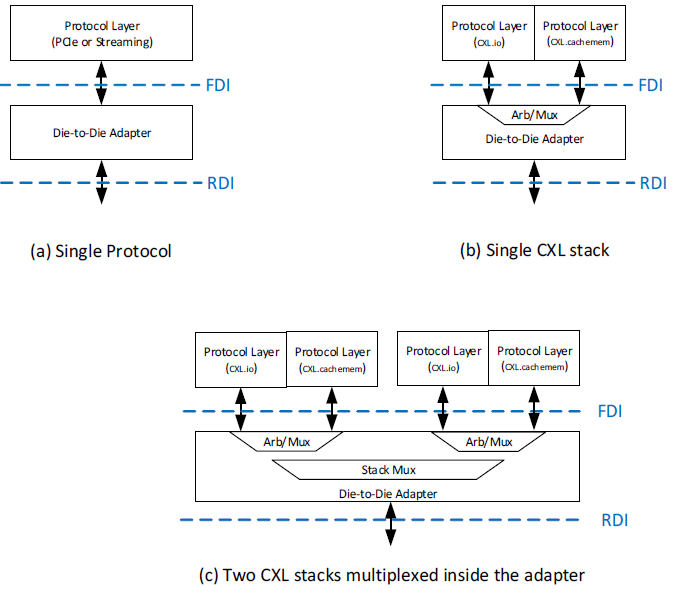 Protocol Layer
(PCIe or Streaming)
FDI
Die-to-Die Adapter
RDI
(a) Single Protocol
Protocol Layer
(CXL.io)
Protocol Layer
(CXL.cachemem)
FDI
Arb/Mux
Die-to-Die Adapter
RDI
(b) Single CXL stack
Protocol Layer
(CXL.io)
Protocol Layer
(CXL.cachemem)
Protocol Layer
(CXL.io)
Protocol Layer
(CXL.cachemem)
FDI
Arb/Mux
Arb/Mux
Stack Mux
Die-to-Die Adapter
RDI
(c) Two CXL stacks multiplexed inside the adapter